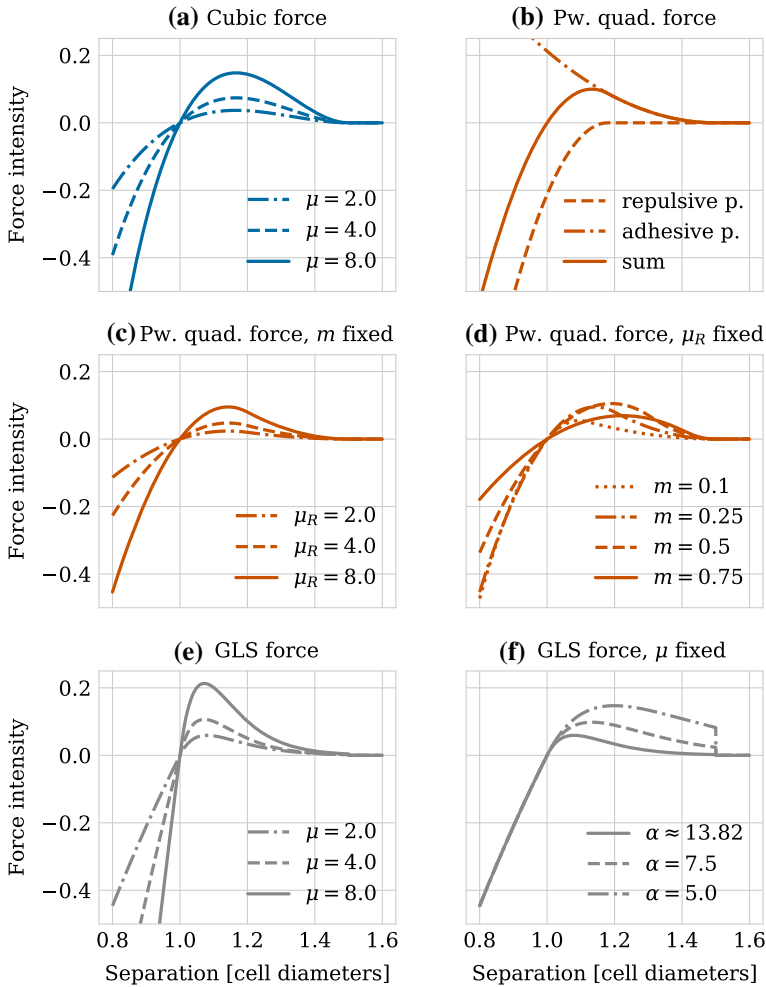 (a) Cubic force
(b) Pw. quad. force
Force intensity
0.2
0.0
−0.2
−0.4
μ = 2.0
μ = 4.0
μ = 8.0
repulsive p.
adhesive p.
sum
(c) Pw. quad. force, m fixed
(d) Pw. quad. force, μ_R fixed
Force intensity
0.2
0.0
−0.2
−0.4
μ_R = 2.0
μ_R = 4.0
μ_R = 8.0
m = 0.1
m = 0.25
m = 0.5
m = 0.75
(e) GLS force
(f) GLS force, μ fixed
Force intensity
0.2
0.0
−0.2
−0.4
μ = 2.0
μ = 4.0
μ = 8.0
α ≈ 13.82
α = 7.5
α = 5.0
0.8 1.0 1.2 1.4 1.6
0.8 1.0 1.2 1.4 1.6
Separation [cell diameters]
Separation [cell diameters]